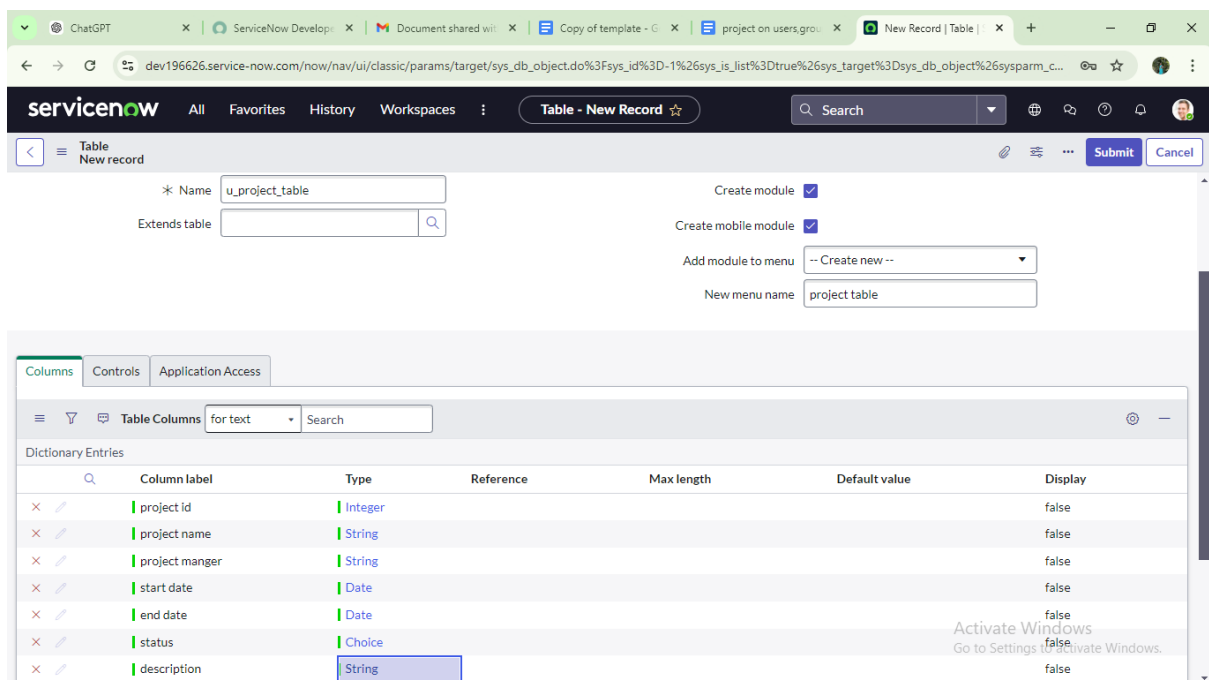 ChatGPT
ServiceNow Develope
Document shared wit
Copy of template - G
project on users,grou
New Record | Table | S
dev196626.service-now.com/now/nav/ui/classic/params/target/sys_db_object.do%3Fsys_id%3D-1%26sys_is_list%3Dtrue%26sys_target%3Dsys_db_object%26sysparm_c...
servicenow All Favorites History Workspaces Table - New Record Search
Table
New record
Submit Cancel
Name u_project_table Create module
Extends table Create mobile module
Add module to menu -- Create new --
New menu name project table
Columns Controls Application Access
Table Columns for text Search
Dictionary Entries
Column label Type Reference Max length Default value Display
project id Integer false
project name String false
project manger String false
start date Date false
end date Date false
status Choice false
description String false
Activate Windows
Go to Settings to activate Windows.